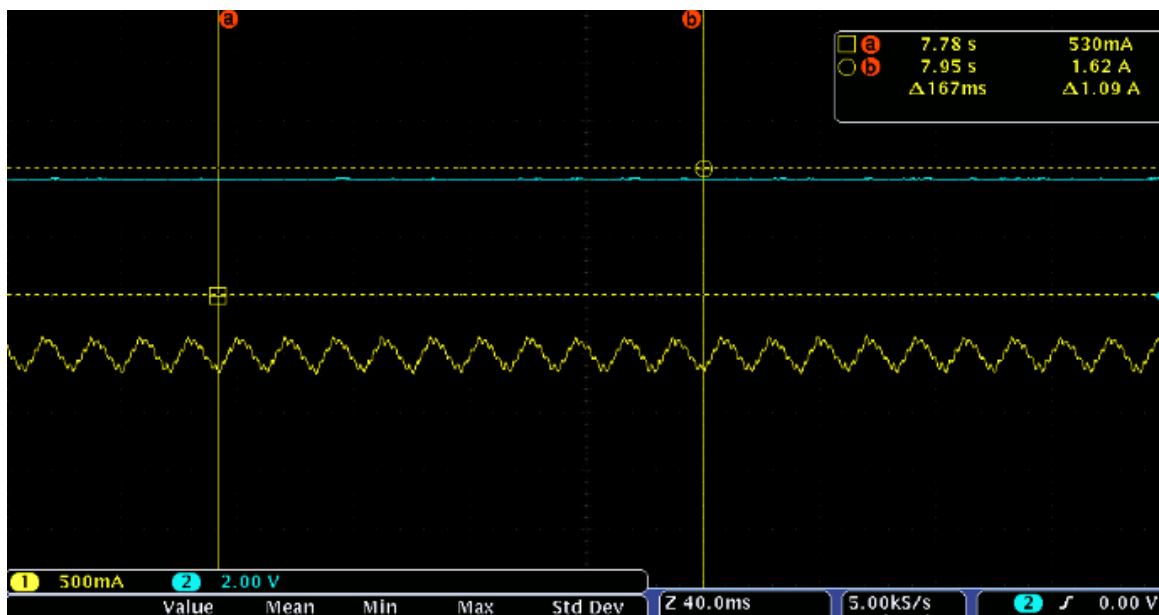 a b
a 7.78 s 530mA
b 7.95 s 1.62 A
Δ167ms Δ1.09 A
1 500mA 2 2.00 V
Value Mean Min Max Std Dev
Z 40.0ms 5.00kS/s 2 ʃ 0.00 V